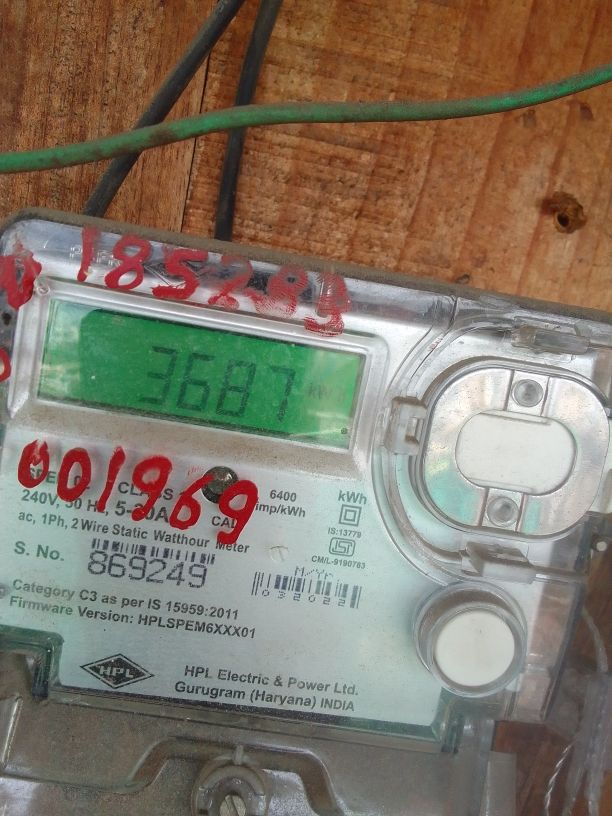 185283
3687 kWh
001969
240V, 50 Hz, 5-30A
6400
imp/kWh
kWh
ac, 1Ph, 2 Wire Static Watthour Meter
IS:13779
CM/L-9190763
S. No.
869249
M/Yr
032022
Category C3 as per IS 15959:2011
Firmware Version: HPLSPEM6XXX01
HPL
HPL Electric & Power Ltd.
Gurugram (Haryana) INDIA